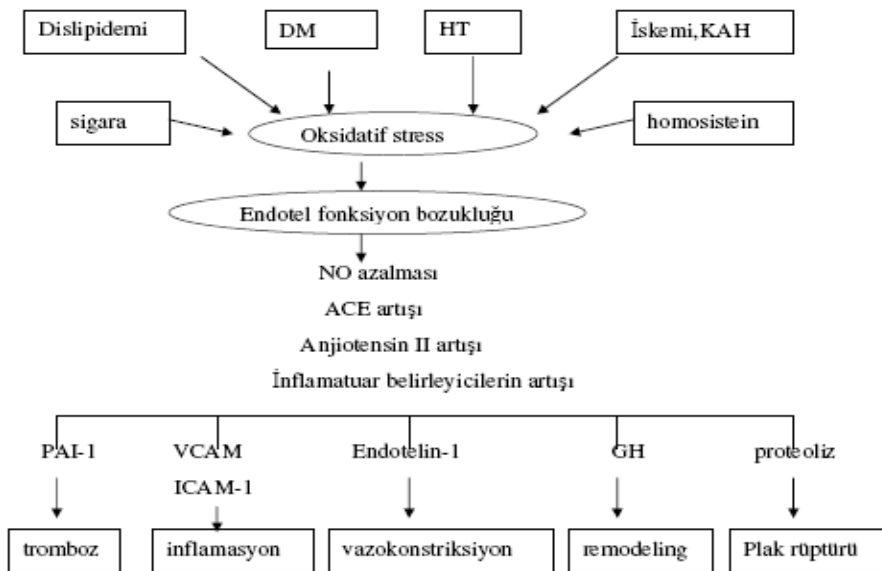 Dislipidemi
DM
HT
İskemi,KAH
sigara
Oksidatif stress
homosistein
Endotel fonksiyon bozukluğu
NO azalması
ACE artışı
Anjiotensin II artışı
İnflamatuar belirleyicilerin artışı
PAI-1
VCAM
Endotelin-1
GH
proteoliz
ICAM-1
tromboz
inflamasyon
vazokonstriksiyon
remodeling
Plak rüptürü